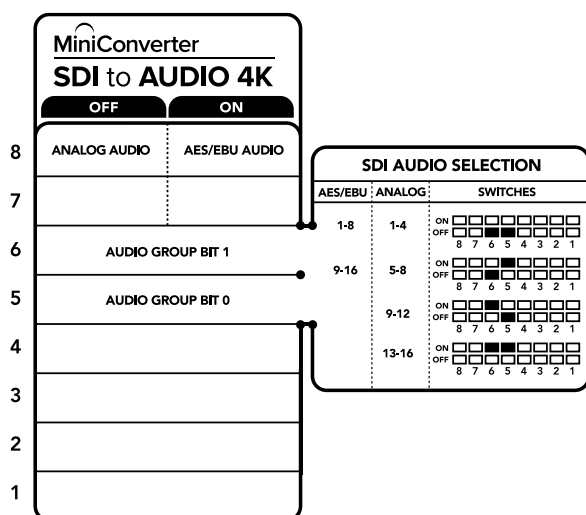 MiniConverter
SDI to AUDIO 4K
OFF ON
8 ANALOG AUDIO AES/EBU AUDIO
7
6 AUDIO GROUP BIT 1
5 AUDIO GROUP BIT 0
4
3
2
1
SDI AUDIO SELECTION
AES/EBU ANALOG SWITCHES
1-8 1-4 ON
OFF
8 7 6 5 4 3 2 1
9-16 5-8 ON
OFF
8 7 6 5 4 3 2 1
9-12 ON
OFF
8 7 6 5 4 3 2 1
13-16 ON
OFF
8 7 6 5 4 3 2 1